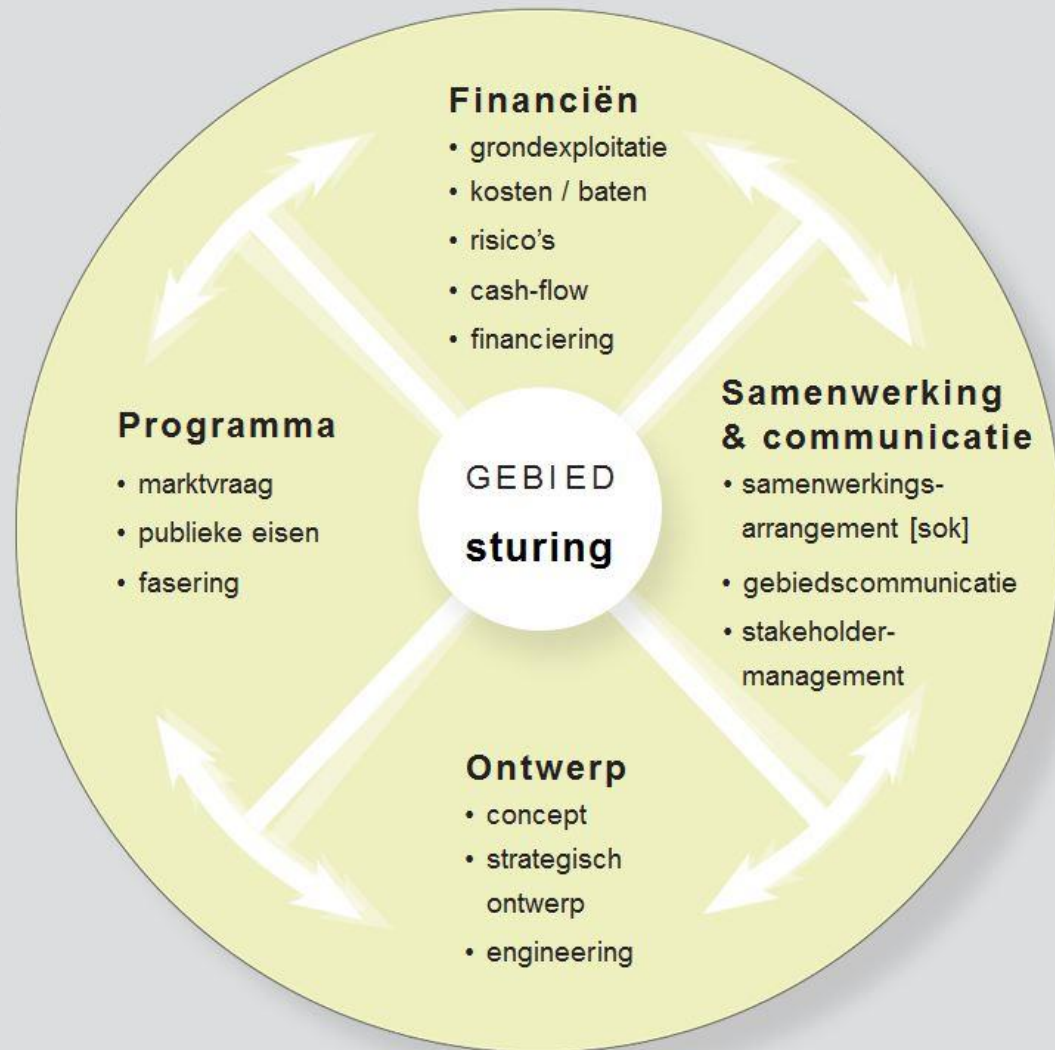 Financiën
• grondexploitatie
• kosten / baten
• risico's
• cash-flow
• financiering
Programma
• marktvraag
• publieke eisen
• fasering
GEBIED
sturing
Samenwerking
& communicatie
• samenwerkings-
arrangement [sok]
• gebiedscommunicatie
• stakeholder-
management
Ontwerp
• concept
• strategisch
ontwerp
• engineering